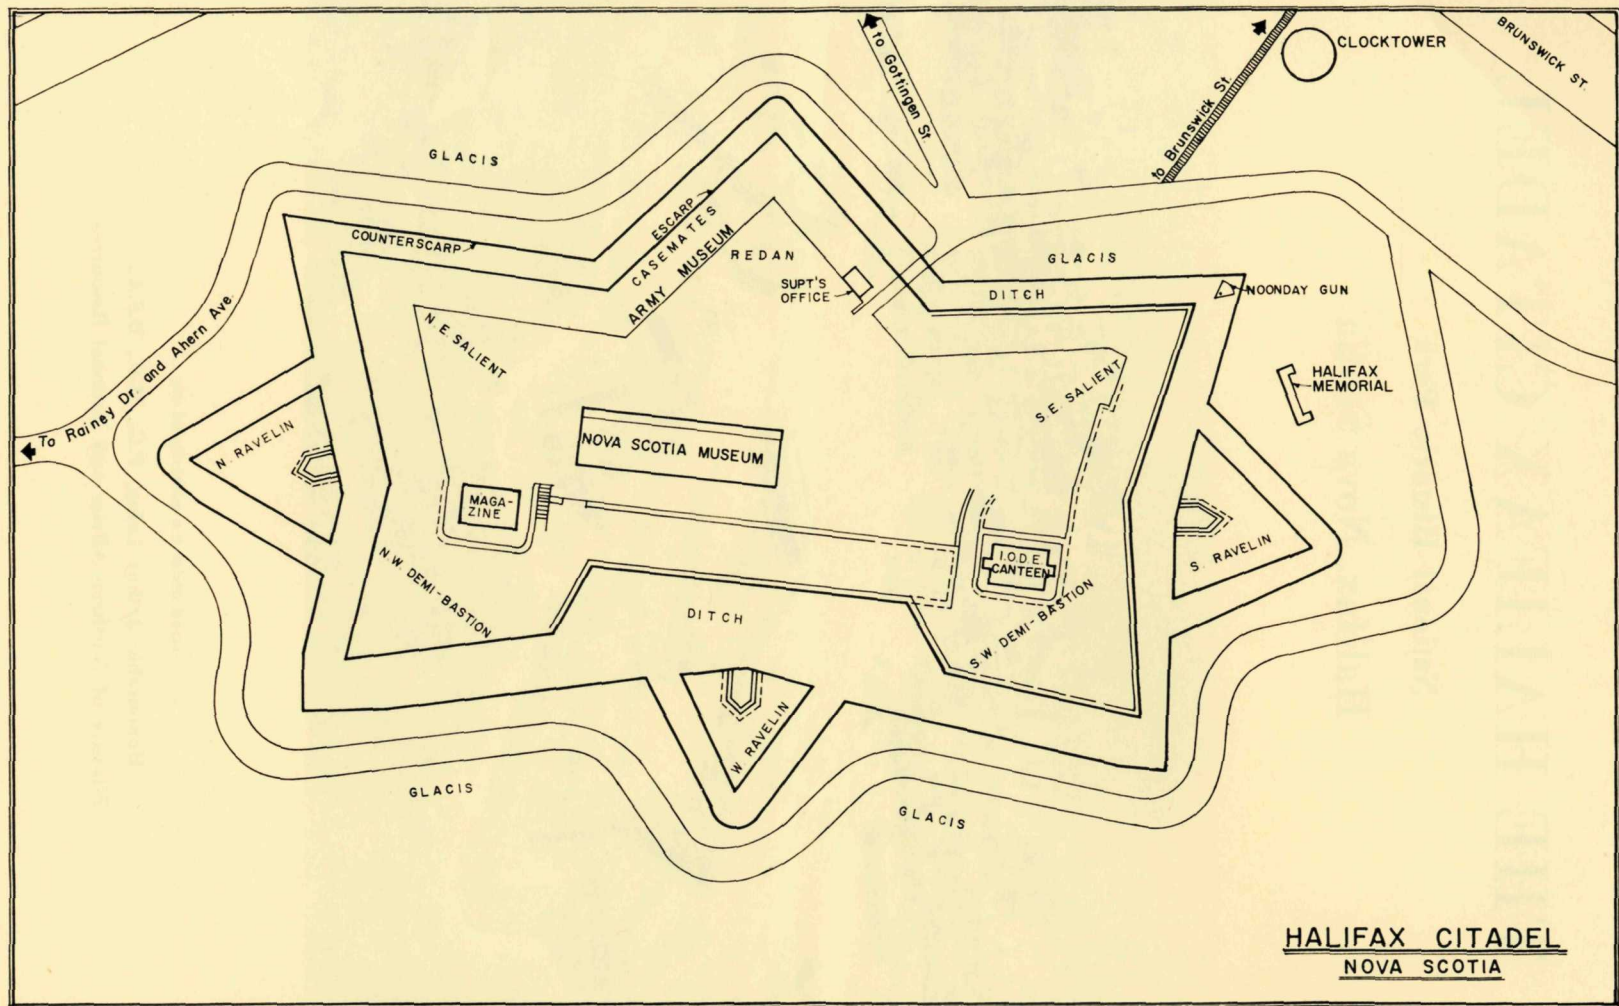 to Gottingen St.
to Brunswick St.
CLOCKTOWER
BRUNSWICK ST.
GLACIS
COUNTERSCARP
ESCARP
CASEMATES
ARMY MUSEUM
REDAN
SUPT'S
OFFICE
GLACIS
DITCH
NOONDAY GUN
HALIFAX
MEMORIAL
To Rainey Dr. and Ahern Ave.
N. E. SALIENT
S.E. SALIENT
N. RAVELIN
NOVA SCOTIA MUSEUM
MAGA-
ZINE
N.W. DEMI-BASTION
I.O.D.E.
CANTEEN
S. RAVELIN
S.W. DEMI-BASTION
DITCH
W. RAVELIN
GLACIS
GLACIS
HALIFAX CITADEL
NOVA SCOTIA